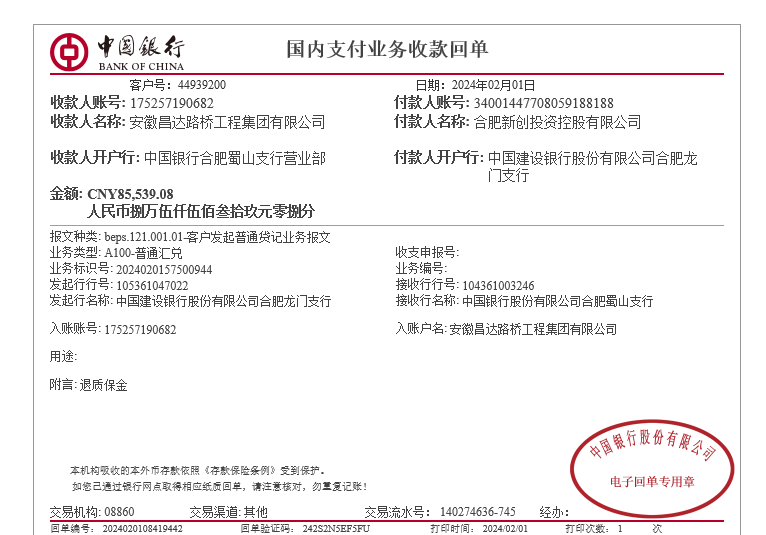 中国银行
BANK OF CHINA
国内支付业务收款回单
客户号: 44939200 日期: 2024年02月01日
收款人账号: 175257190682 付款人账号: 34001447708059188188
收款人名称: 安徽昌达路桥工程集团有限公司 付款人名称: 合肥新创投资控股有限公司
收款人开户行: 中国银行合肥蜀山支行营业部 付款人开户行: 中国建设银行股份有限公司合肥龙
门支行
金额: CNY85,539.08
人民币捌万伍仟伍佰叁拾玖元零捌分
报文种类: beps.121.001.01-客户发起普通贷记业务报文
业务类型: A100-普通汇兑 收支申报号:
业务标识号: 2024020157500944 业务编号:
发起行行号: 105361047022 接收行行号: 104361003246
发起行名称: 中国建设银行股份有限公司合肥龙门支行 接收行名称: 中国银行股份有限公司合肥蜀山支行
入账账号: 175257190682 入账户名: 安徽昌达路桥工程集团有限公司
用途:
附言: 退质保金
中国银行股份有限公司
电子回单专用章
本机构吸收的本外币存款依照《存款保险条例》受到保护。
如您已通过银行网点取得相应纸质回单，请注意核对，勿重复记账!
交易机构: 08860 交易渠道: 其他 交易流水号: 140274636-745 经办:
回单编号: 2024020108419442 回单验证码: 242S2N5EF5FU 打印时间: 2024/02/01 打印次数: 1 次